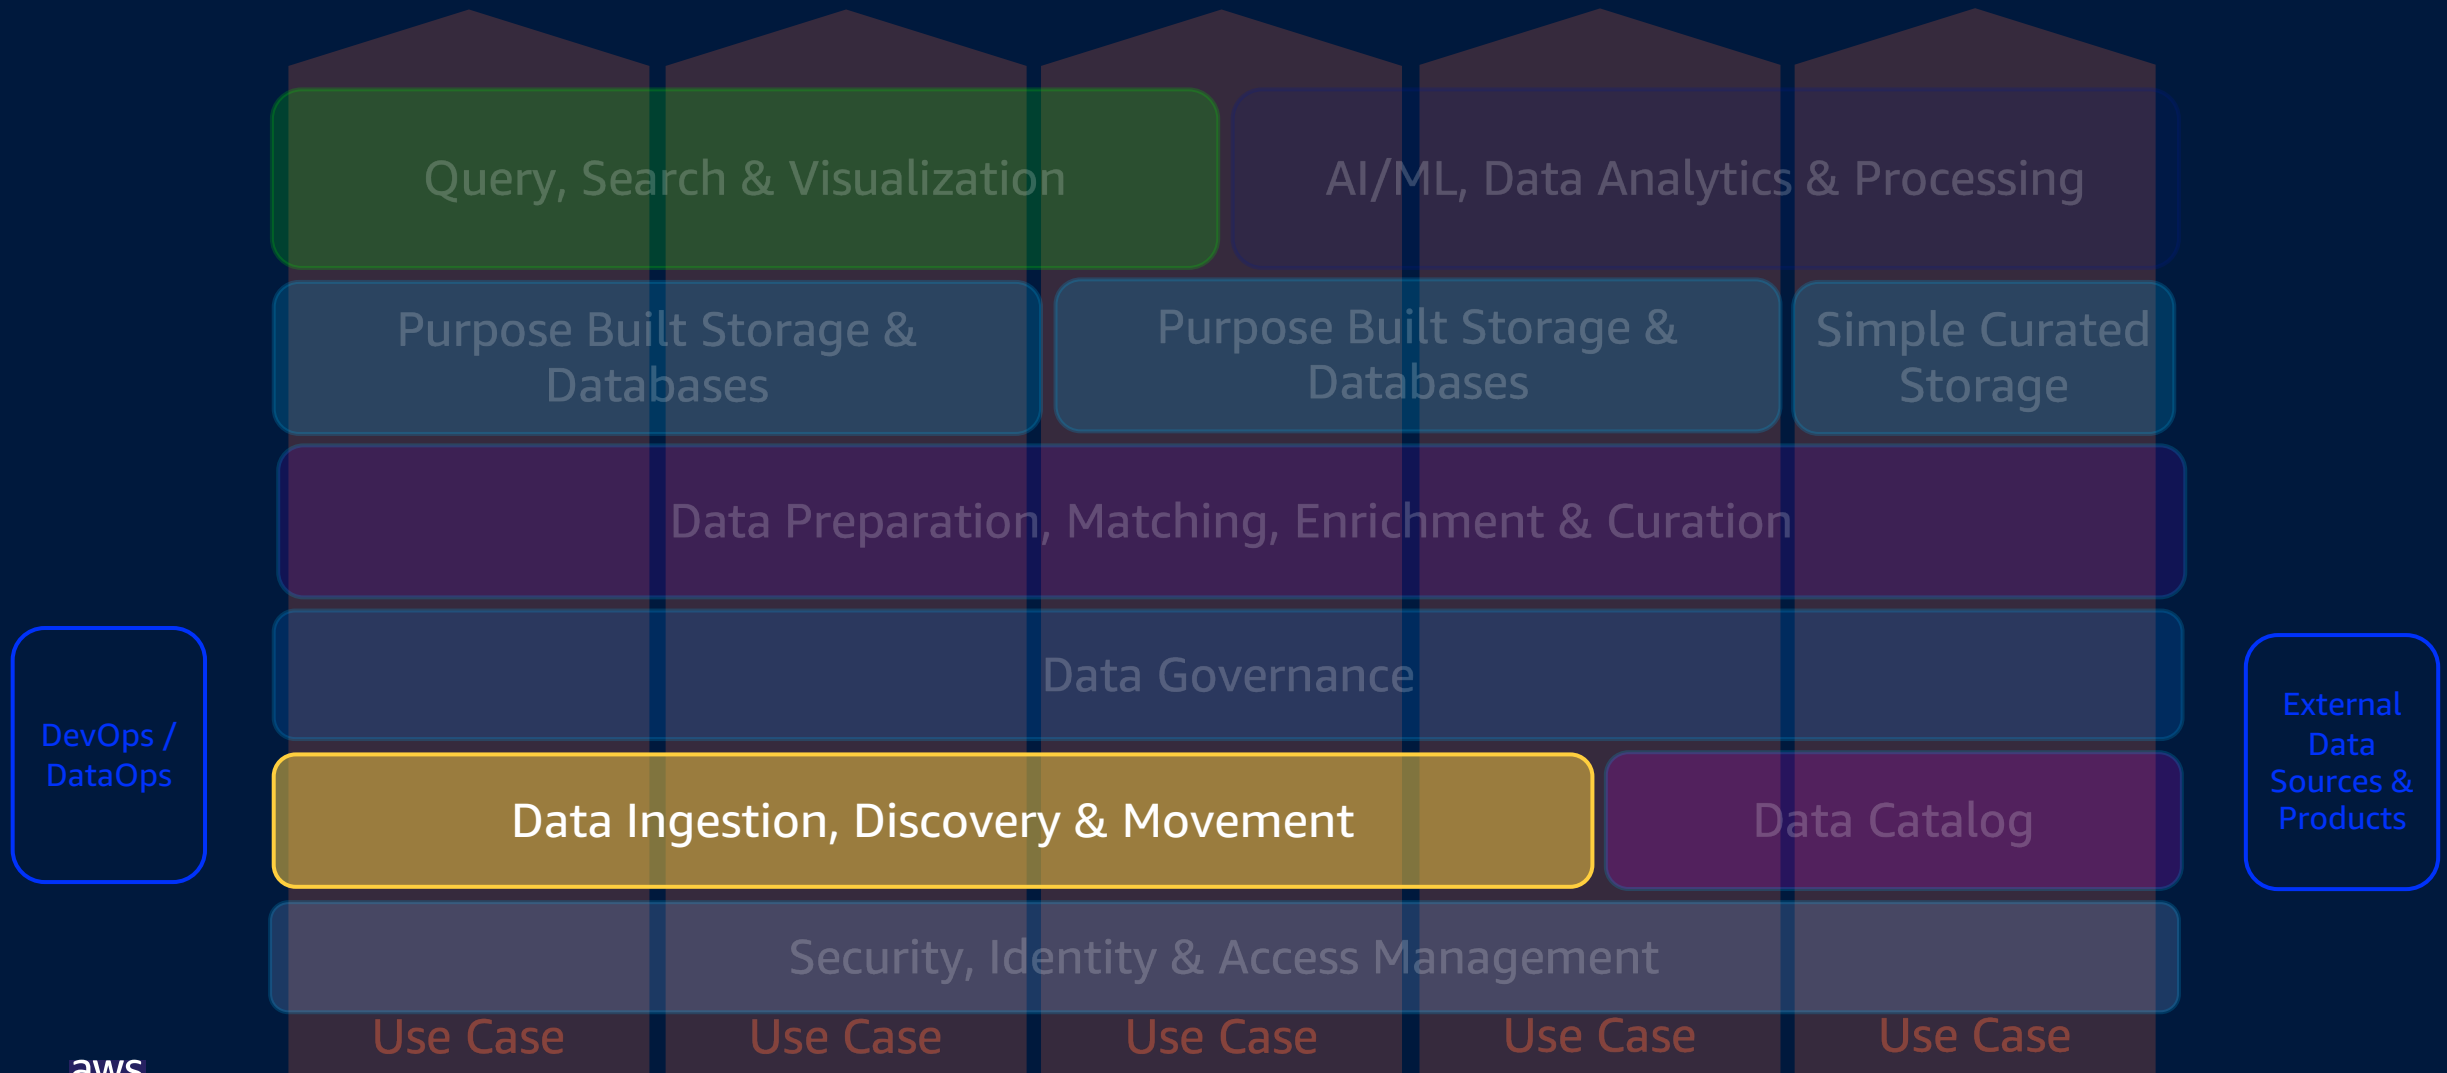 Query, Search & Visualization
AI/ML, Data Analytics & Processing
Purpose Built Storage &
Databases
Purpose Built Storage &
Databases
Simple Curated
Storage
Data Preparation, Matching, Enrichment & Curation
Data Governance
DevOps /
DataOps
External
Data
Sources &
Products
Data Ingestion, Discovery & Movement
Data Catalog
Security, Identity & Access Management
Use Case
Use Case
Use Case
Use Case
Use Case
aws